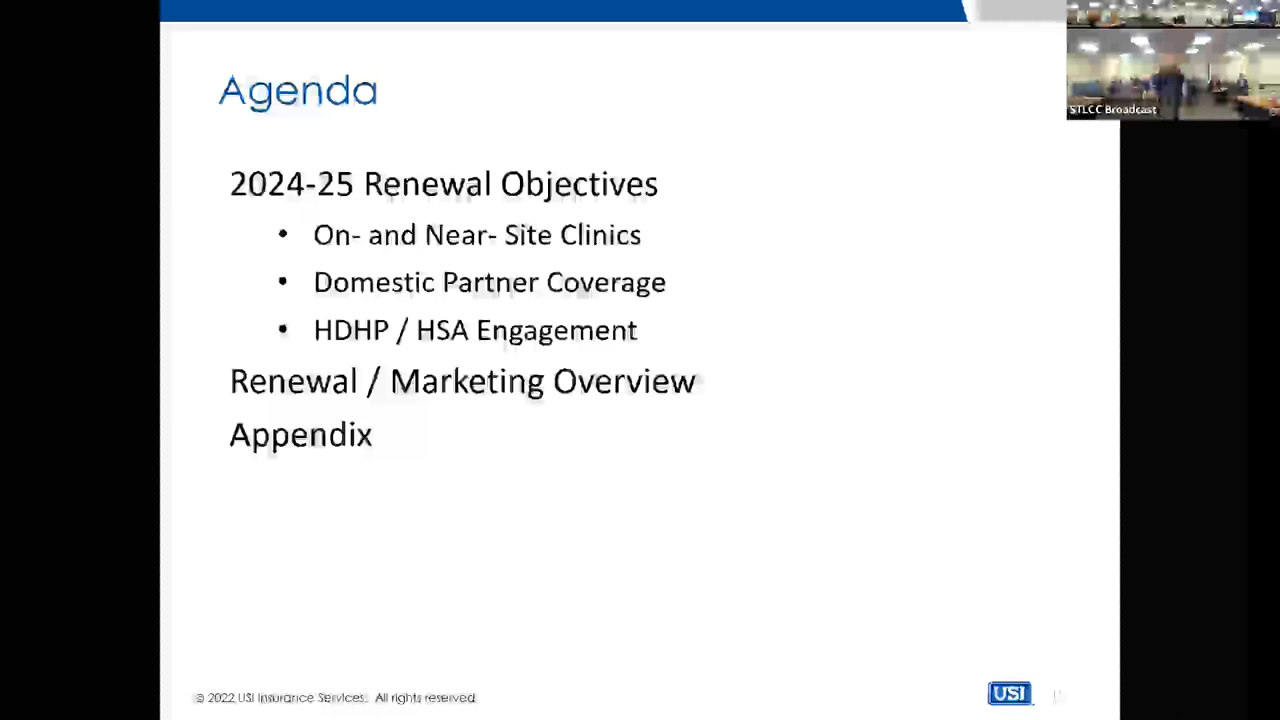 Agenda
STLCC Broadcast
2024-25 Renewal Objectives
• On- and Near- Site Clinics
• Domestic Partner Coverage
• HDHP / HSA Engagement
Renewal / Marketing Overview
Appendix
© 2022 USI Insurance Services. All rights reserved.
USI